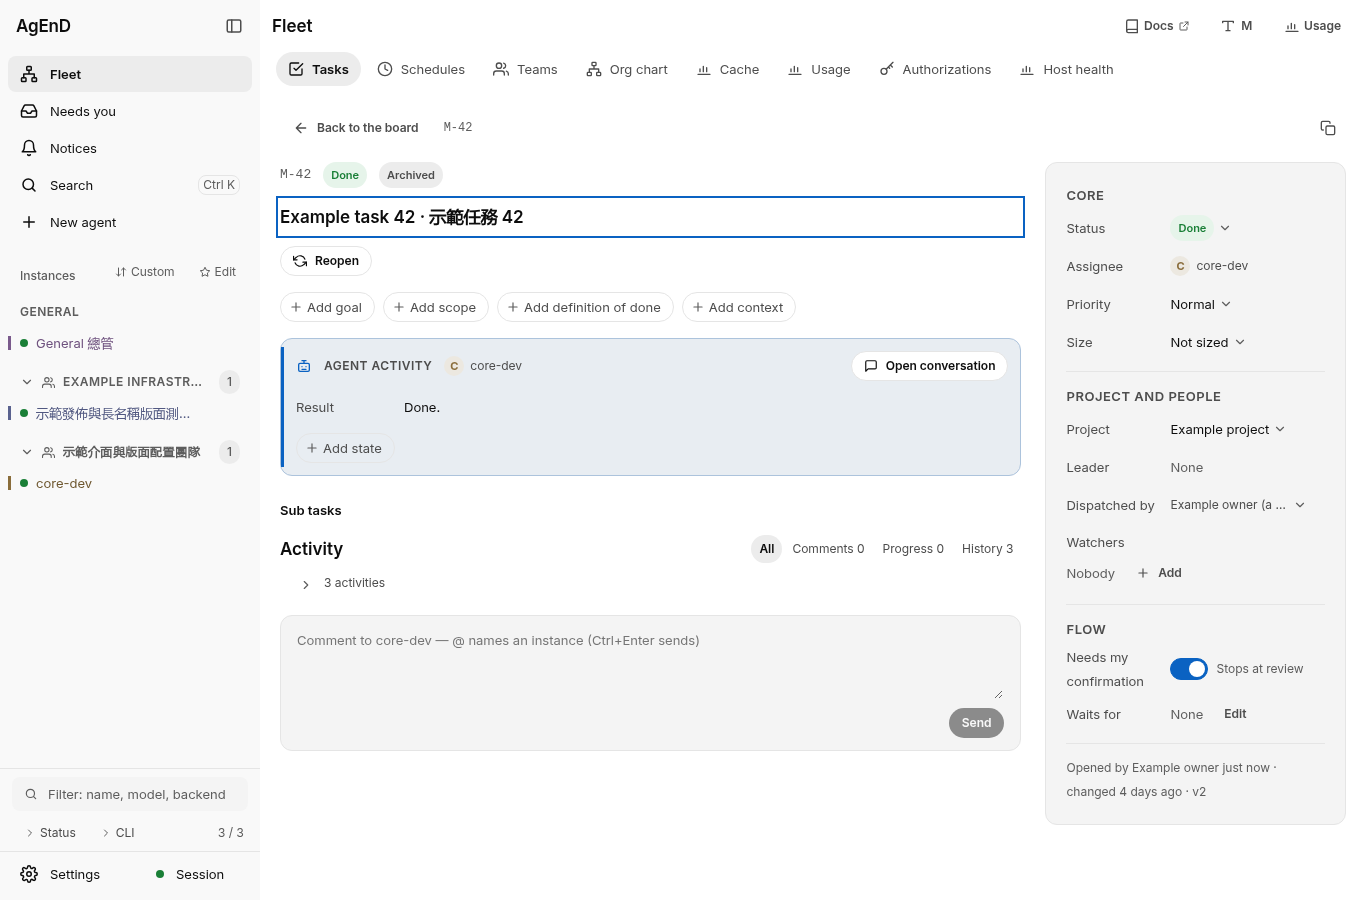 AgEnD
Fleet
Needs you
Notices
Search
Ctrl K
New agent
Instances
Custom
Edit
GENERAL
General 總管
EXAMPLE INFRASTR...
1
示範發佈與長名稱版面測...
示範介面與版面配置團隊
1
core-dev
Filter: name, model, backend
Status
CLI
3 / 3
Settings
Session
Fleet
Docs
M
Usage
Tasks
Schedules
Teams
Org chart
Cache
Usage
Authorizations
Host health
Back to the board
M-42
M-42
Done
Archived
Example task 42 · 示範任務 42
Reopen
Add goal
Add scope
Add definition of done
Add context
AGENT ACTIVITY
C
core-dev
Open conversation
Result
Done.
Add state
Sub tasks
Activity
All
Comments 0
Progress 0
History 3
3 activities
Comment to core-dev — @ names an instance (Ctrl+Enter sends)
Send
CORE
Status
Done
Assignee
C
core-dev
Priority
Normal
Size
Not sized
PROJECT AND PEOPLE
Project
Example project
Leader
None
Dispatched by
Example owner (a ...
Watchers
Nobody
Add
FLOW
Needs my
confirmation
Stops at review
Waits for
None
Edit
Opened by Example owner just now ·
changed 4 days ago · v2